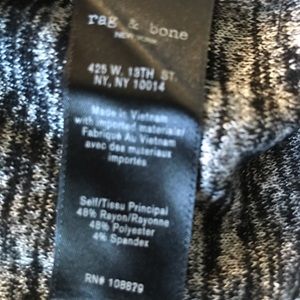 rag & bone
NEW YORK
425 W. 13TH ST.
NY, NY 10014
Made in Vietnam
with imported materials/
Fabriqué Au Vietnam
avec des materiaux
importés
Self/Tissu Principal
48% Rayon/Rayonne
48% Polyester
4% Spandex
RN# 108879